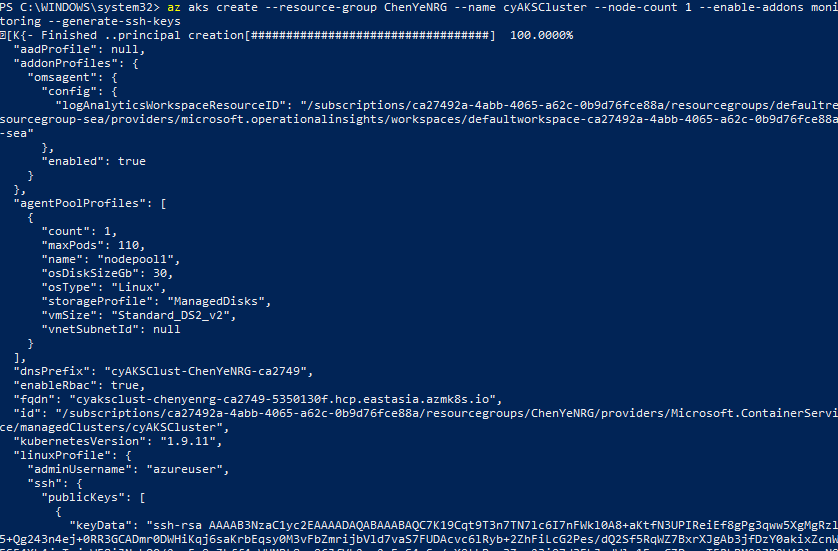 PS C:\WINDOWS\system32> az aks create --resource-group ChenYeNRG --name cyAKSCluster --node-count 1 --enable-addons moni
toring --generate-ssh-keys
[K{- Finished ..principal creation[##################################]  100.0000%
  "aadProfile": null,
  "addonProfiles": {
    "omsagent": {
      "config": {
        "logAnalyticsWorkspaceResourceID": "/subscriptions/ca27492a-4abb-4065-a62c-0b9d76fce88a/resourcegroups/defaultre
sourcegroup-sea/providers/microsoft.operationalinsights/workspaces/defaultworkspace-ca27492a-4abb-4065-a62c-0b9d76fce88a
-sea"
      },
      "enabled": true
    }
  },
  "agentPoolProfiles": [
    {
      "count": 1,
      "maxPods": 110,
      "name": "nodepool1",
      "osDiskSizeGb": 30,
      "osType": "Linux",
      "storageProfile": "ManagedDisks",
      "vmSize": "Standard_DS2_v2",
      "vnetSubnetId": null
    }
  ],
  "dnsPrefix": "cyAKSClust-ChenYeNRG-ca2749",
  "enableRbac": true,
  "fqdn": "cyaksclust-chenyenrg-ca2749-5350130f.hcp.eastasia.azmk8s.io",
  "id": "/subscriptions/ca27492a-4abb-4065-a62c-0b9d76fce88a/resourcegroups/ChenYeNRG/providers/Microsoft.ContainerServi
ce/managedClusters/cyAKSCluster",
  "kubernetesVersion": "1.9.11",
  "linuxProfile": {
    "adminUsername": "azureuser",
    "ssh": {
      "publicKeys": [
        {
          "keyData": "ssh-rsa AAAAB3NzaC1yc2EAAAADAQABAAABAQC7K19Cqt9T3n7TN7lc6I7nFWkl0A8+aKtfN3UPIReiEf8gPg3qww5XgMgRzl
5+Qg243n4ej+0RR3GCADmr0DWHiKqj6saKrbEqsy0M3vFbZmrijbVld7vaS7FUDAcvc6lRyb+2ZhFiLcG2Pes/dQ2Sf5RqWZ7BxrXJgAb3jfDzY0akixZcnd